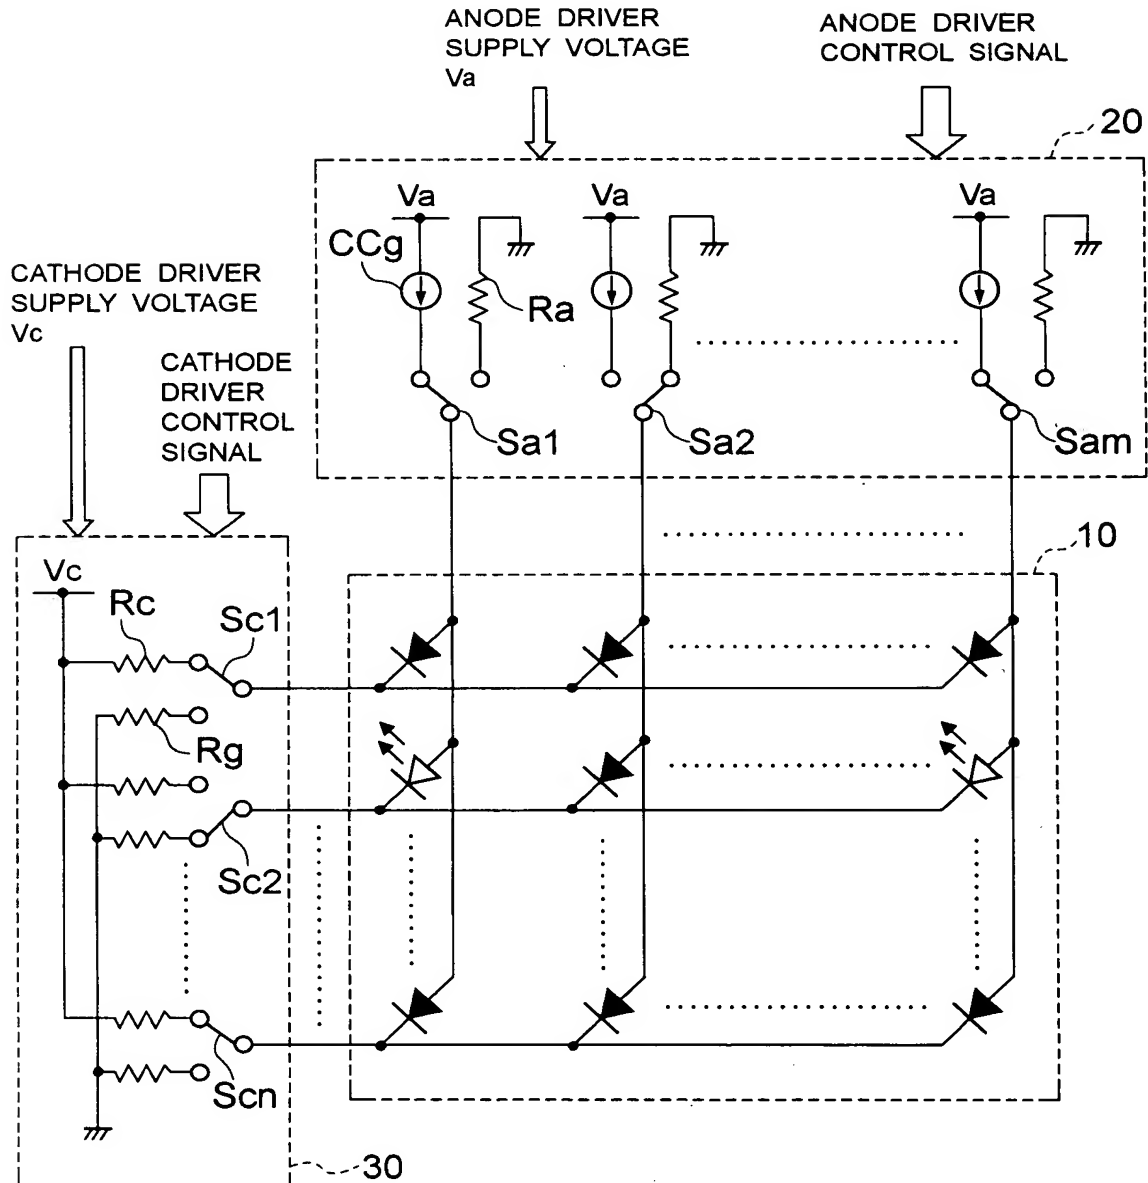 ANODE DRIVER
SUPPLY VOLTAGE
Va
ANODE DRIVER
CONTROL SIGNAL
20
Va
Va
Va
CCg
Ra
CATHODE DRIVER
SUPPLY VOLTAGE
Vc
CATHODE
DRIVER
CONTROL
SIGNAL
Sa1
Sa2
Sam
10
Vc
Rc
Sc1
Rg
Sc2
Scn
30